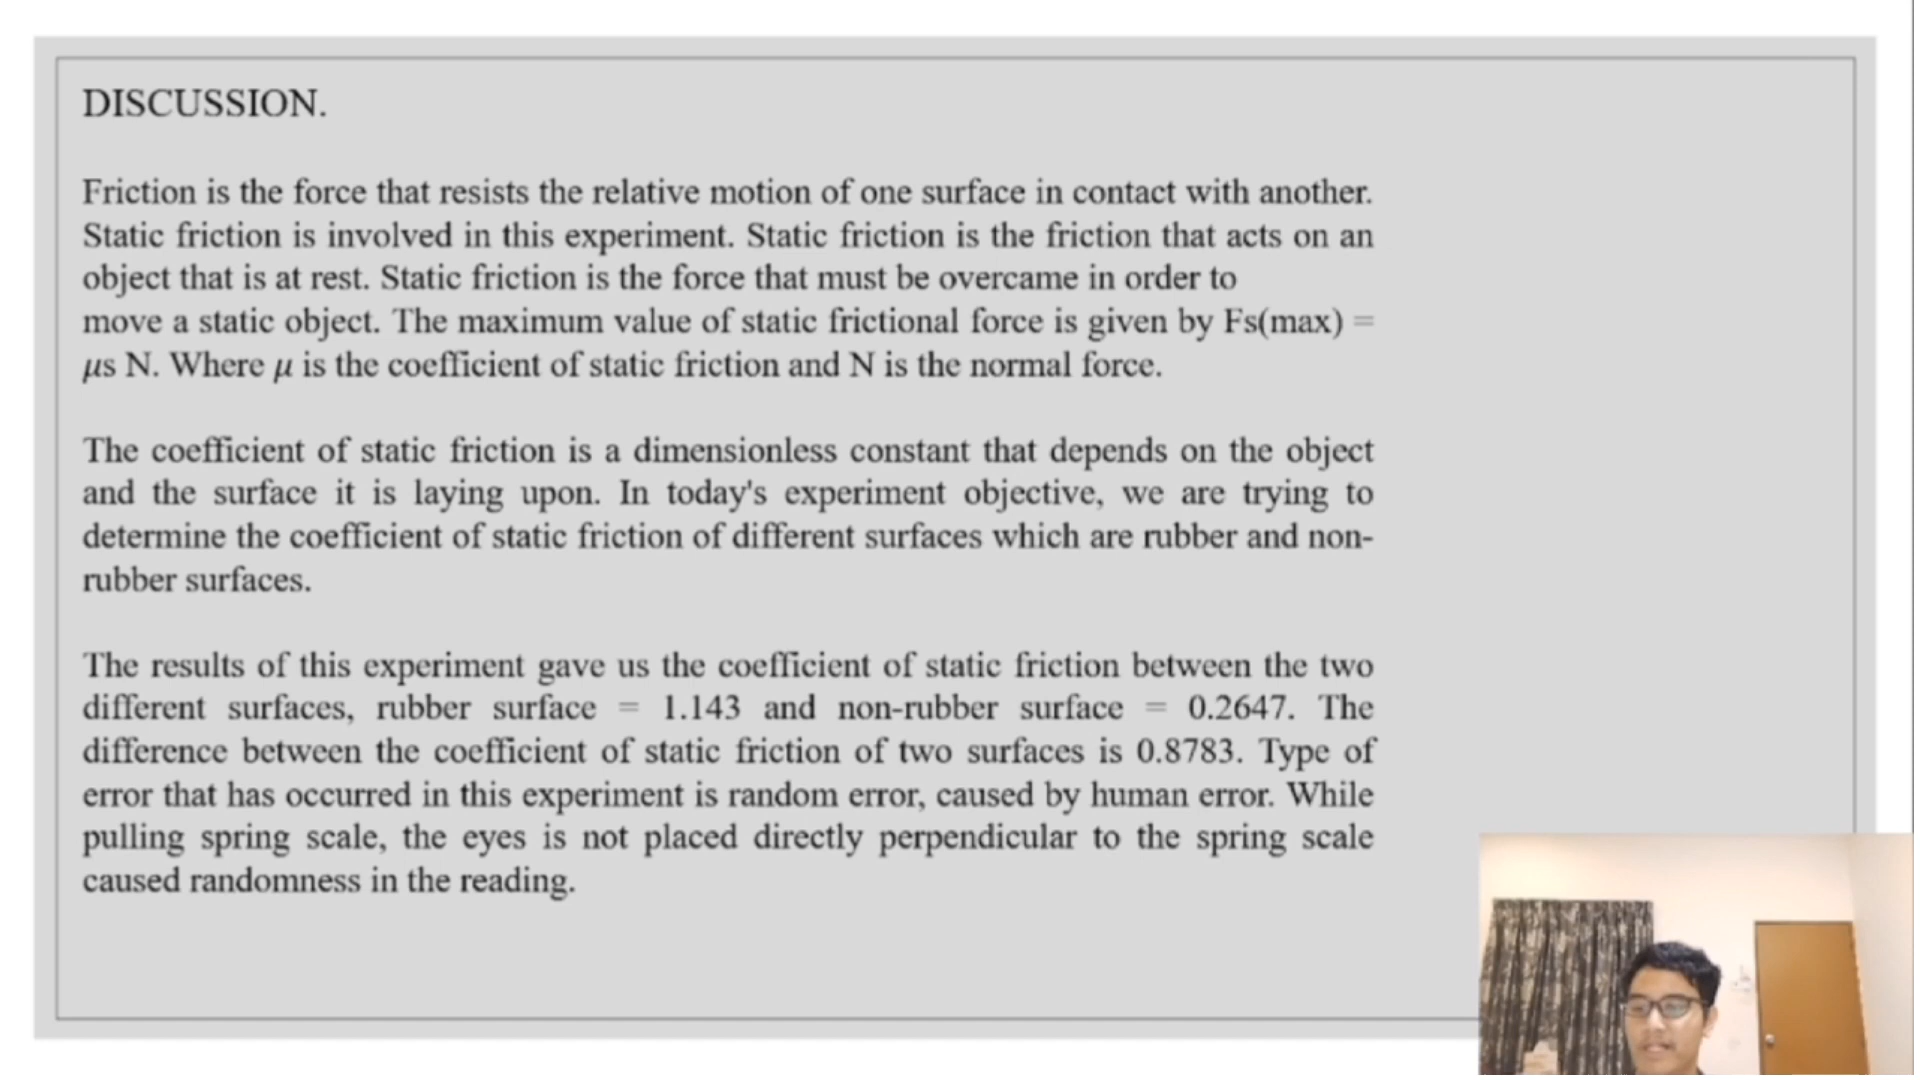 DISCUSSION.
Friction is the force that resists the relative motion of one surface in contact with another.
Static friction is involved in this experiment. Static friction is the friction that acts on an
object that is at rest. Static friction is the force that must be overcame in order to
move a static object. The maximum value of static frictional force is given by Fs(max) =
μs N. Where μ is the coefficient of static friction and N is the normal force.
The coefficient of static friction is a dimensionless constant that depends on the object
and the surface it is laying upon. In today's experiment objective, we are trying to
determine the coefficient of static friction of different surfaces which are rubber and non-
rubber surfaces.
The results of this experiment gave us the coefficient of static friction between the two
different surfaces, rubber surface = 1.143 and non-rubber surface = 0.2647. The
difference between the coefficient of static friction of two surfaces is 0.8783. Type of
error that has occurred in this experiment is random error, caused by human error. While
pulling spring scale, the eyes is not placed directly perpendicular to the spring scale
caused randomness in the reading.